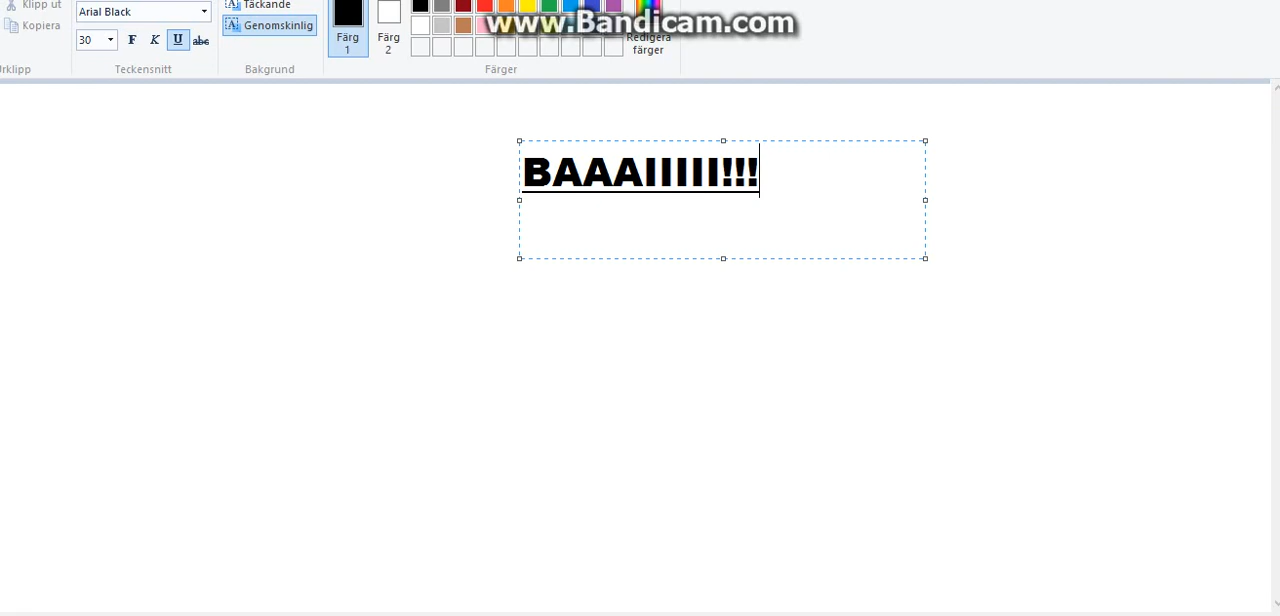 Klipp ut
Kopiera
Arial Black
30
F K U abc
Täckande
Genomskinlig
Färg
1
Färg
2
www.Bandicam.com
Redigera
färger
rklipp
Teckensnitt
Bakgrund
Färger
BAAAIIIII!!!